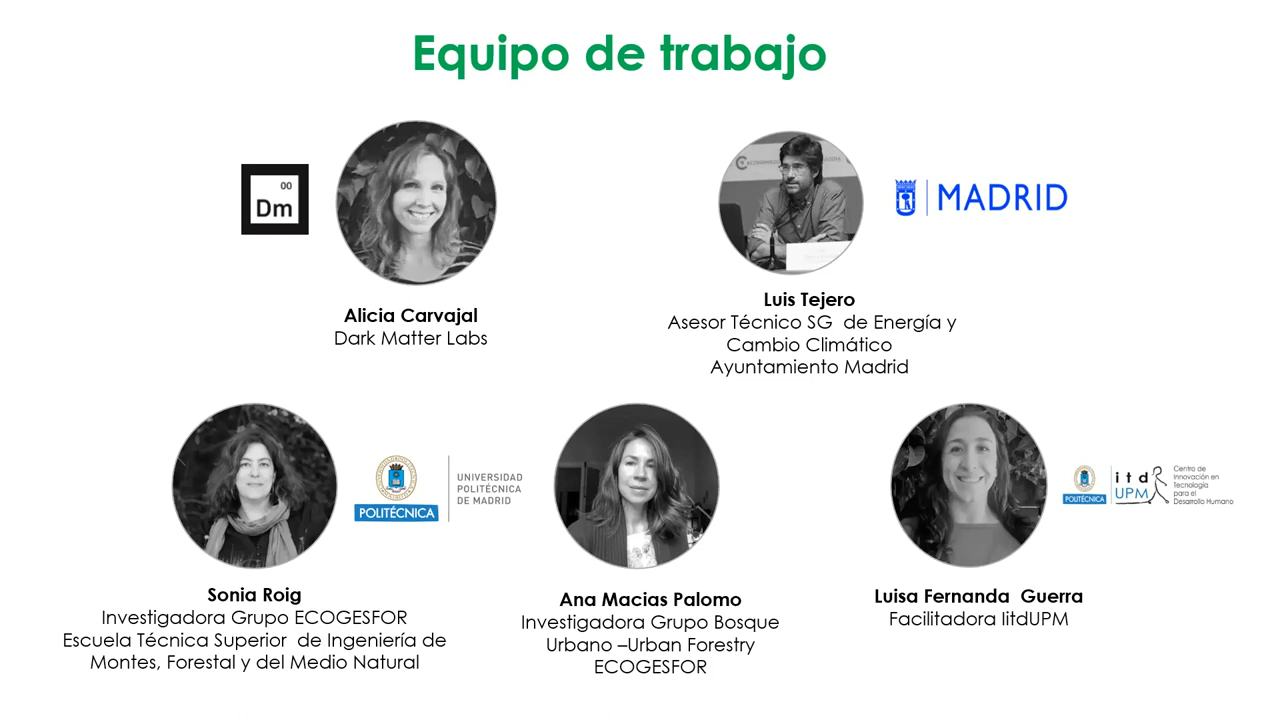 Equipo de trabajo
00
Dm
MADRID
Alicia Carvajal
Dark Matter Labs
Luis Tejero
Asesor Técnico SG  de Energía y
Cambio Climático
Ayuntamiento Madrid
POLITÉCNICA
UNIVERSIDAD
POLITÉCNICA
DE MADRID
POLITÉCNICA
itd
UPM
Centro de
Innovación en
Tecnología
para el
Desarrollo Humano
Sonia Roig
Investigadora Grupo ECOGESFOR
Escuela Técnica Superior  de Ingeniería de
Montes, Forestal y del Medio Natural
Ana Macias Palomo
Investigadora Grupo Bosque
Urbano –Urban Forestry
ECOGESFOR
Luisa Fernanda  Guerra
Facilitadora IitdUPM